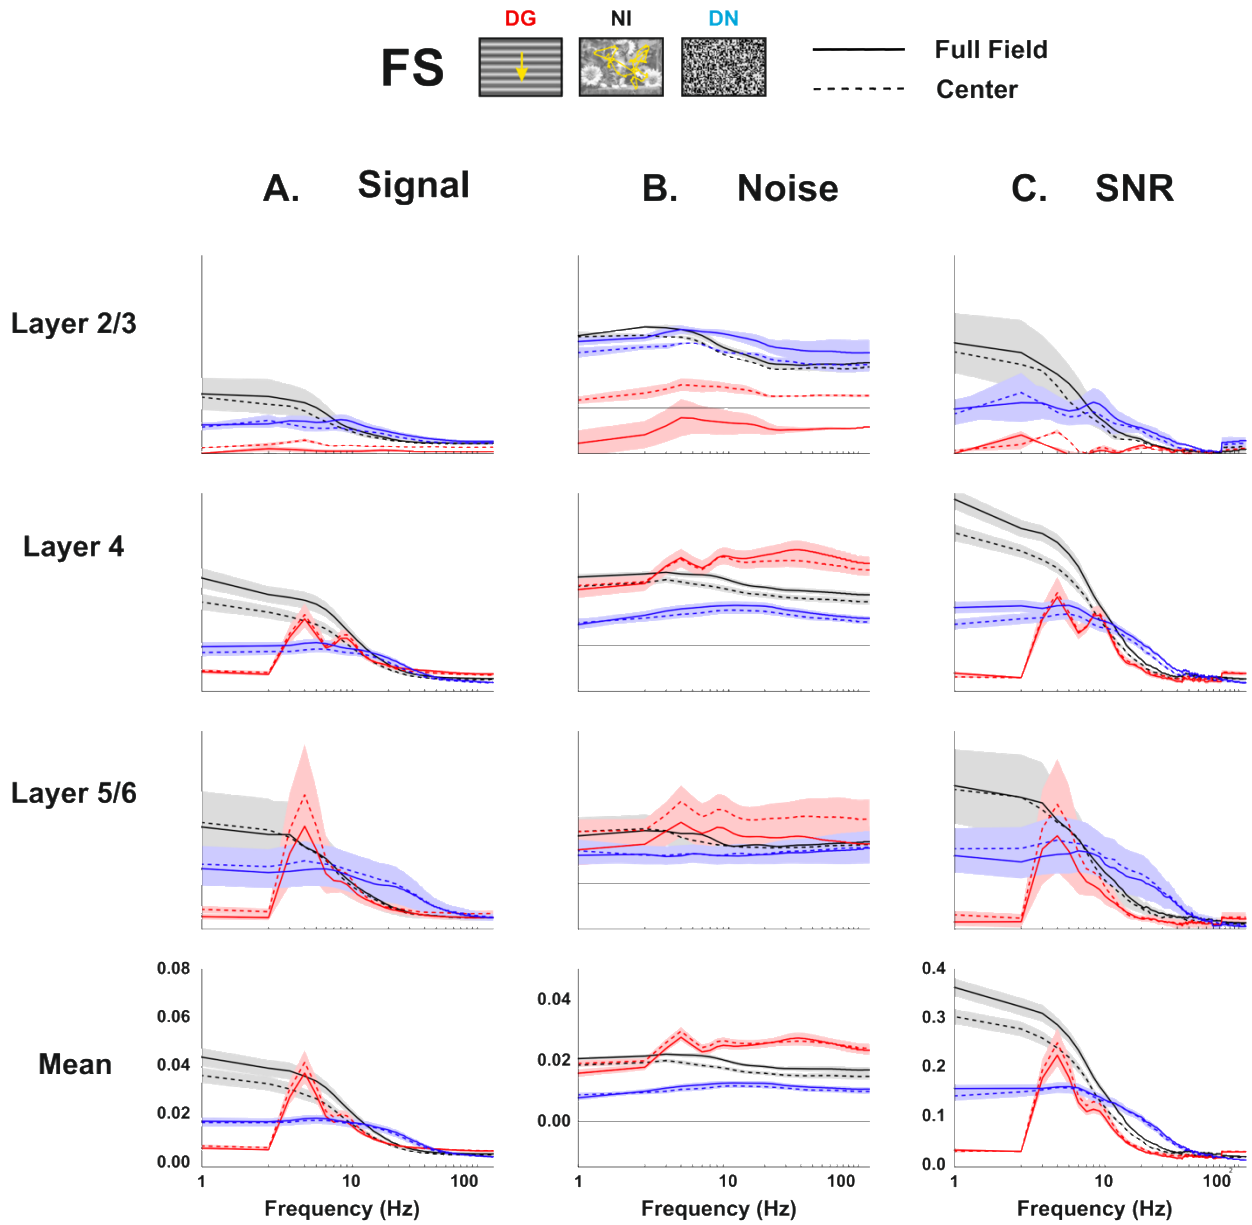 DG NI DN
FS
Full Field
Center
A. Signal B. Noise C. SNR
Layer 2/3
Layer 4
Layer 5/6
Mean
0.08
0.06
0.04
0.02
0.00
0.04
0.02
0.00
0.4
0.3
0.2
0.1
0.0
1 10 100
1 10 100
1 10 100
2
Frequency (Hz) Frequency (Hz) Frequency (Hz)